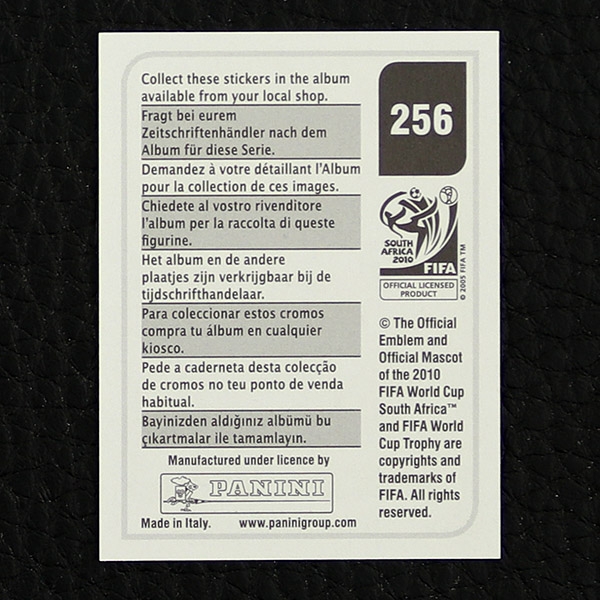 Collect these stickers in the album
available from your local shop.
Fragt bei eurem
Zeitschriftenhändler nach dem
Album für diese Serie.
Demandez à votre détaillant l'Album
pour la collection de ces images.
Chiedete al vostro rivenditore
l'album per la raccolta di queste
figurine.
Het album en de andere
plaatjes zijn verkrijgbaar bij de
tijdschrifthandelaar.
Para coleccionar estos cromos
compra tu álbum en cualquier
kiosco.
Pede a caderneta desta colecção
de cromos no teu ponto de venda
habitual.
Bayinizden aldığınız albümü bu
çıkartmalar ile tamamlayın.
Manufactured under licence by
PANINI
Made in Italy. www.paninigroup.com
256
SOUTH
AFRICA
2010
FIFA
OFFICIAL LICENSED
PRODUCT
© 2005 FIFA TM
© The Official
Emblem and
Official Mascot
of the 2010
FIFA World Cup
South Africa™
and FIFA World
Cup Trophy are
copyrights and
trademarks of
FIFA. All rights
reserved.